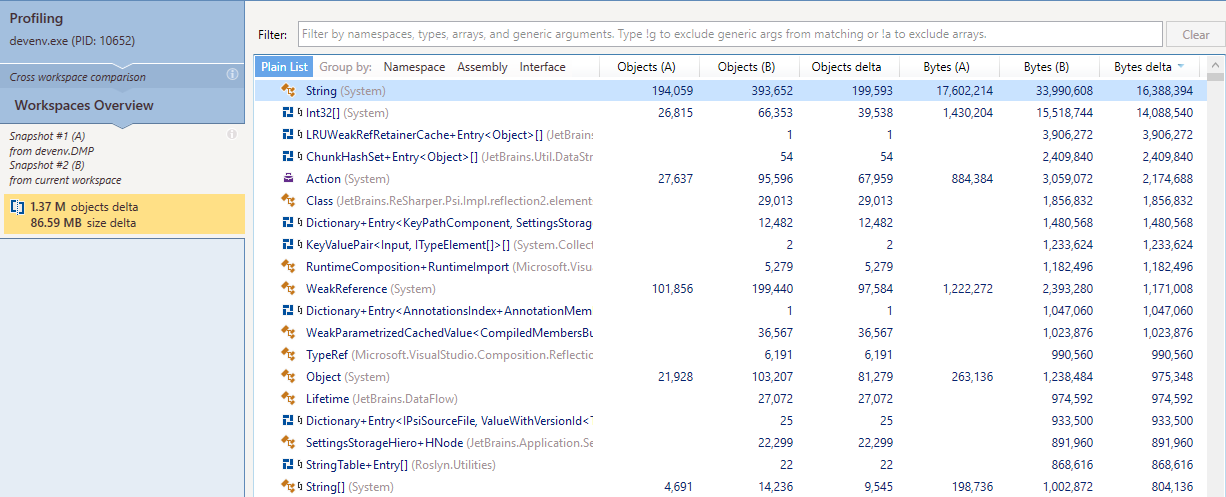 Profiling
devenv.exe (PID: 10652)
Cross workspace comparison
Workspaces Overview
Snapshot #1 (A)
from devenv.DMP
Snapshot #2 (B)
from current workspace
1.37 M objects delta
86.59 MB size delta
Filter: Filter by namespaces, types, arrays, and generic arguments. Type !g to exclude generic args from matching or !a to exclude arrays. Clear
Plain List Group by: Namespace Assembly Interface Objects (A) Objects (B) Objects delta Bytes (A) Bytes (B) Bytes delta
String (System) 194,059 393,652 199,593 17,602,214 33,990,608 16,388,394
Int32[] (System) 26,815 66,353 39,538 1,430,204 15,518,744 14,088,540
LRUWeakRefRetainerCache+Entry<Object>[] (JetBrains 1 1 3,906,272 3,906,272
ChunkHashSet+Entry<Object>[] (JetBrains.Util.DataStr 54 54 2,409,840 2,409,840
Action (System) 27,637 95,596 67,959 884,384 3,059,072 2,174,688
Class (JetBrains.ReSharper.Psi.Impl.reflection2.element 29,013 29,013 1,856,832 1,856,832
Dictionary+Entry<KeyPathComponent, SettingsStorag 12,482 12,482 1,480,568 1,480,568
KeyValuePair<Input, ITypeElement[]>[] (System.Collect 2 2 1,233,624 1,233,624
RuntimeComposition+RuntimeImport (Microsoft.Visu 5,279 5,279 1,182,496 1,182,496
WeakReference (System) 101,856 199,440 97,584 1,222,272 2,393,280 1,171,008
Dictionary+Entry<AnnotationsIndex+AnnotationMem 1 1 1,047,060 1,047,060
WeakParametrizedCachedValue<CompiledMembersBu 36,567 36,567 1,023,876 1,023,876
TypeRef (Microsoft.VisualStudio.Composition.Reflectic 6,191 6,191 990,560 990,560
Object (System) 21,928 103,207 81,279 263,136 1,238,484 975,348
Lifetime (JetBrains.DataFlow) 27,072 27,072 974,592 974,592
Dictionary+Entry<IPsiSourceFile, ValueWithVersionId< 25 25 933,500 933,500
SettingsStorageHiero+HNode (JetBrains.Application.Se 22,299 22,299 891,960 891,960
StringTable+Entry[] (Roslyn.Utilities) 22 22 868,616 868,616
String[] (System) 4,691 14,236 9,545 198,736 1,002,872 804,136